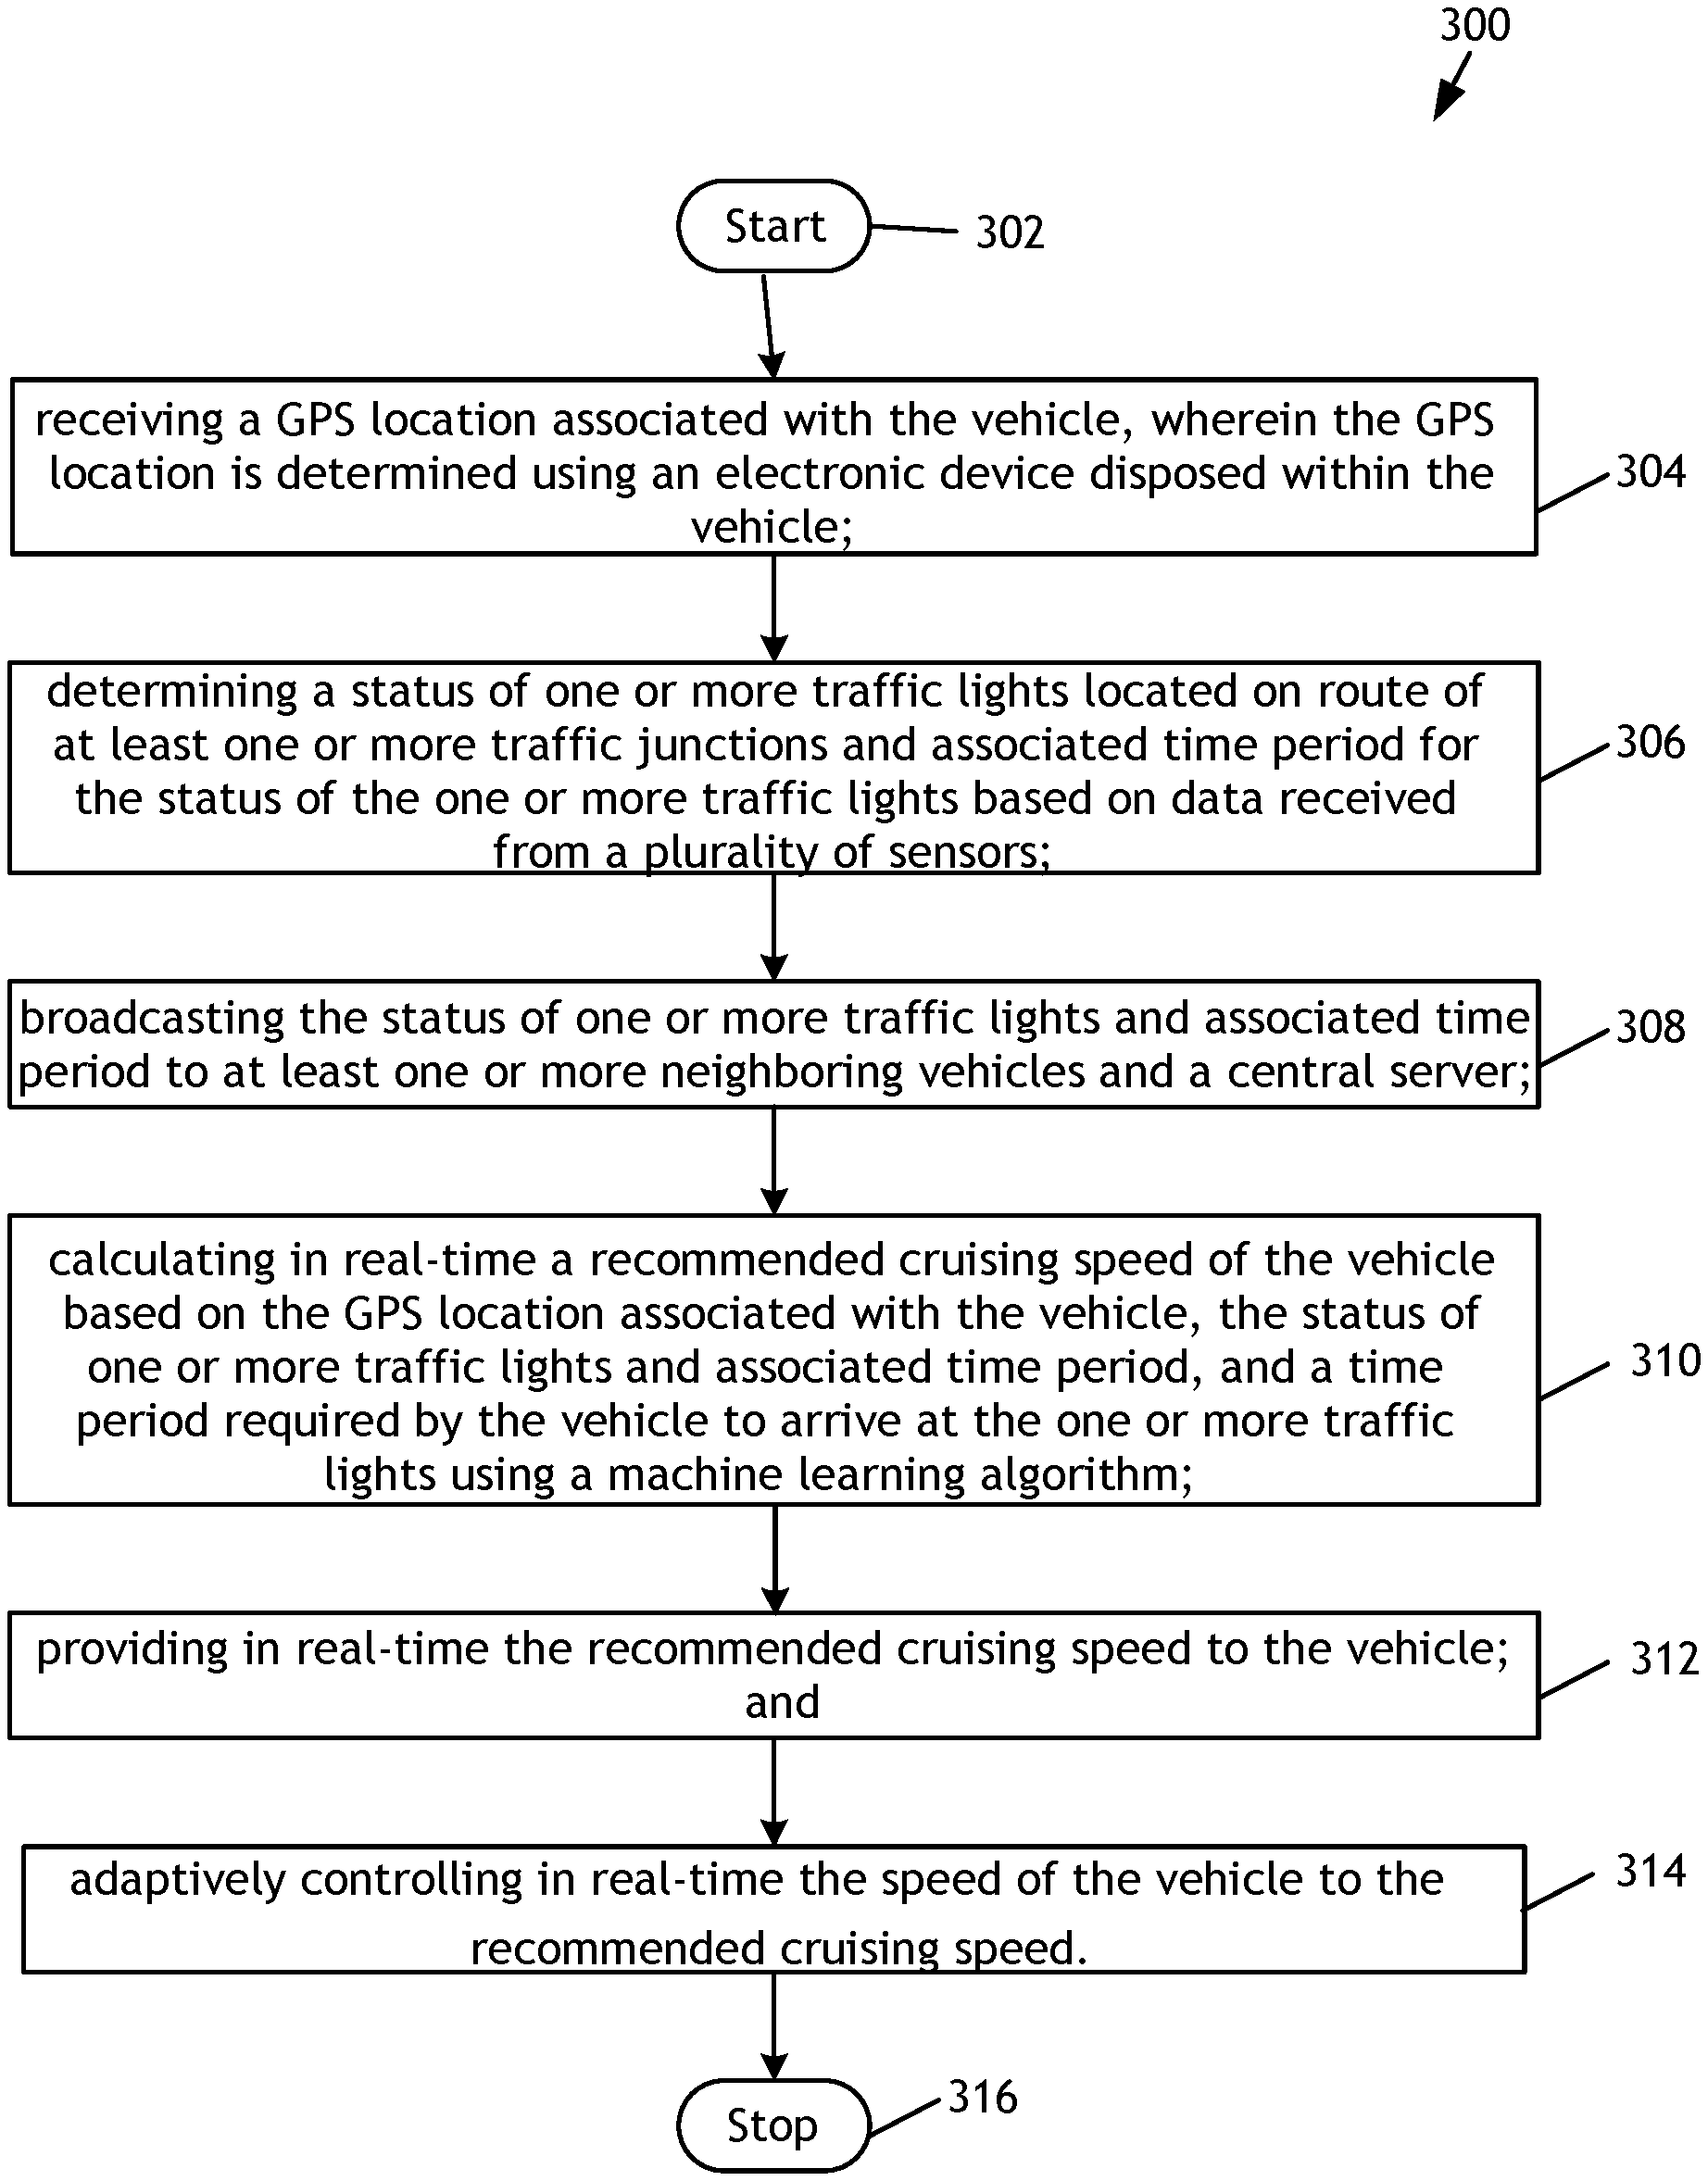 300
Start
302
receiving a GPS location associated with the vehicle, wherein the GPS
location is determined using an electronic device disposed within the
vehicle;
304
determining a status of one or more traffic lights located on route of
at least one or more traffic junctions and associated time period for
the status of the one or more traffic lights based on data received
from a plurality of sensors;
306
broadcasting the status of one or more traffic lights and associated time
period to at least one or more neighboring vehicles and a central server;
308
calculating in real-time a recommended cruising speed of the vehicle
based on the GPS location associated with the vehicle, the status of
one or more traffic lights and associated time period, and a time
period required by the vehicle to arrive at the one or more traffic
lights using a machine learning algorithm;
310
providing in real-time the recommended cruising speed to the vehicle;
and
312
adaptively controlling in real-time the speed of the vehicle to the
recommended cruising speed.
314
Stop
316